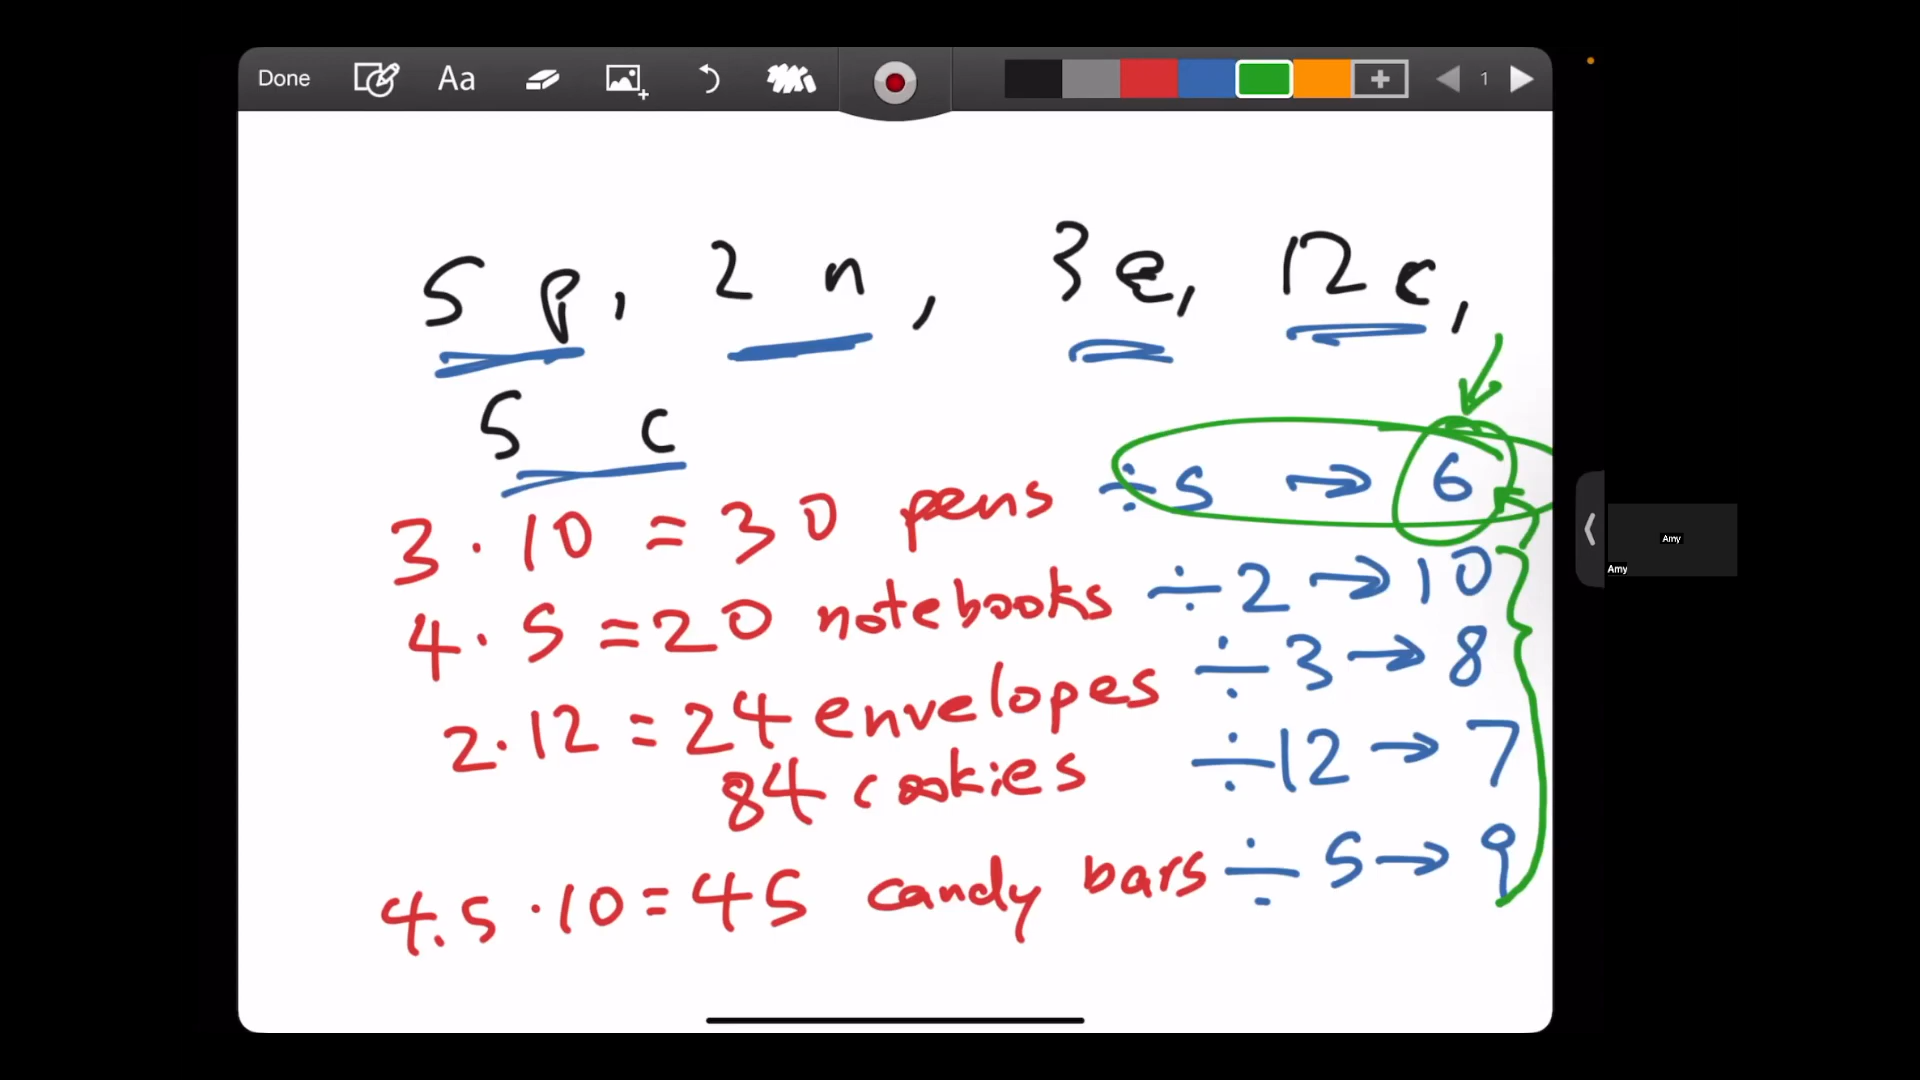 Done Aa 1
5 p, 2 n, 3 e, 12 c,
5 c
3 · 10 = 30 pens ÷ 5 → 6
4 · 5 = 20 notebooks ÷ 2 → 10
2 · 12 = 24 envelopes ÷ 3 → 8
84 cookies ÷ 12 → 7
4.5 · 10 = 45 candy bars ÷ 5 → 9
Amy
Amy